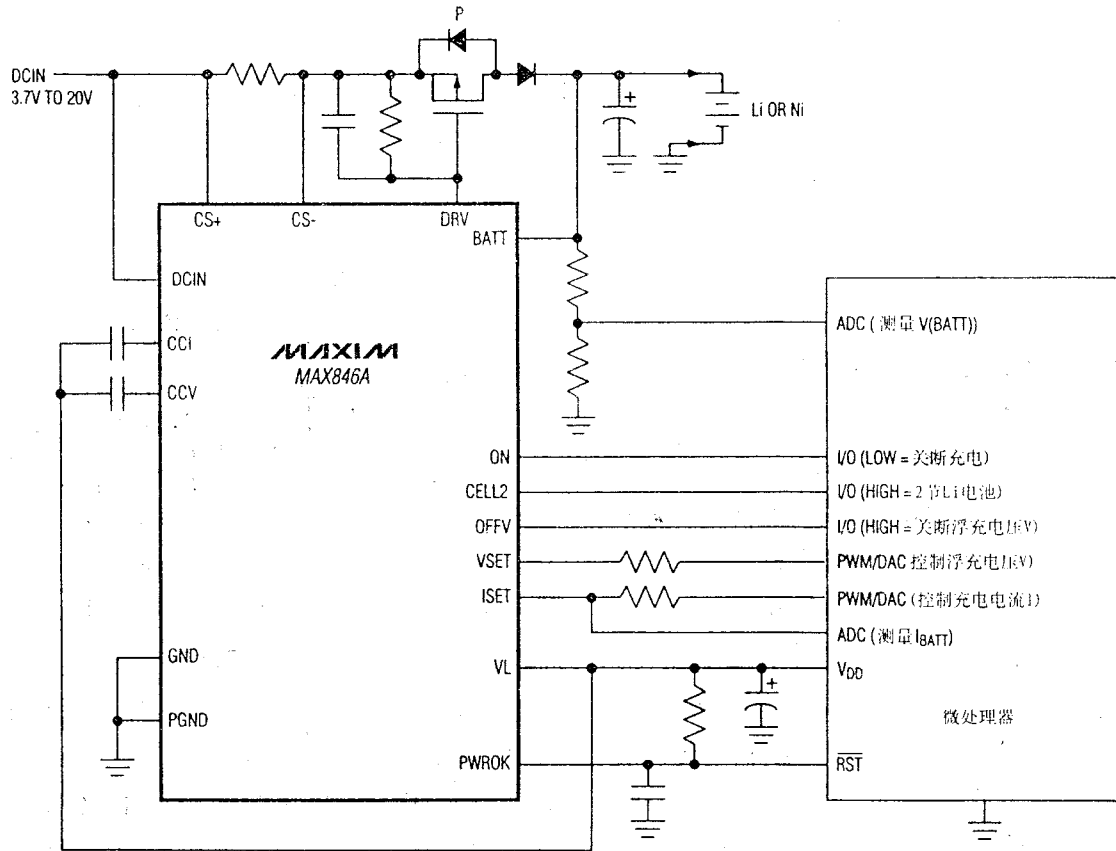 P
DCIN
3.7V TO 20V
+
Li OR Ni
CS+
CS-
DRV
BATT
DCIN
ADC ( 测量 V(BATT))
CCI
MAXIM
MAX846A
CCV
ON
I/O (LOW = 关断充电)
CELL2
I/O (HIGH = 2节Li电池)
OFFV
I/O (HIGH = 关断浮充电压V)
VSET
PWM/DAC 控制浮充电压V)
ISET
PWM/DAC (控制充电电流I)
ADC (测量 IBATT)
GND
VL
VDD
+
PGND
微处理器
PWROK
RST